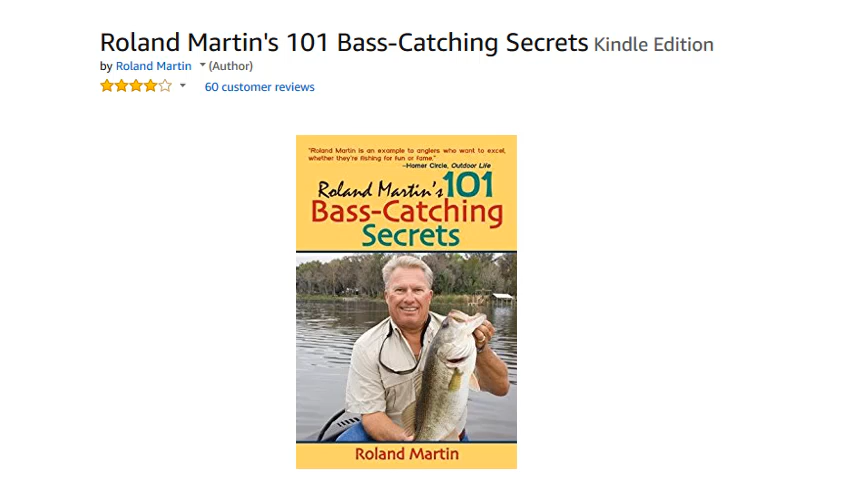 Roland Martin's 101 Bass-Catching Secrets Kindle Edition
by Roland Martin (Author)
60 customer reviews
"Roland Martin is an example to anglers who want to excel,
whether they're fishing for fun or fame."
—Homer Circle, Outdoor Life
Roland Martin's 101
Bass-Catching
Secrets
Roland Martin